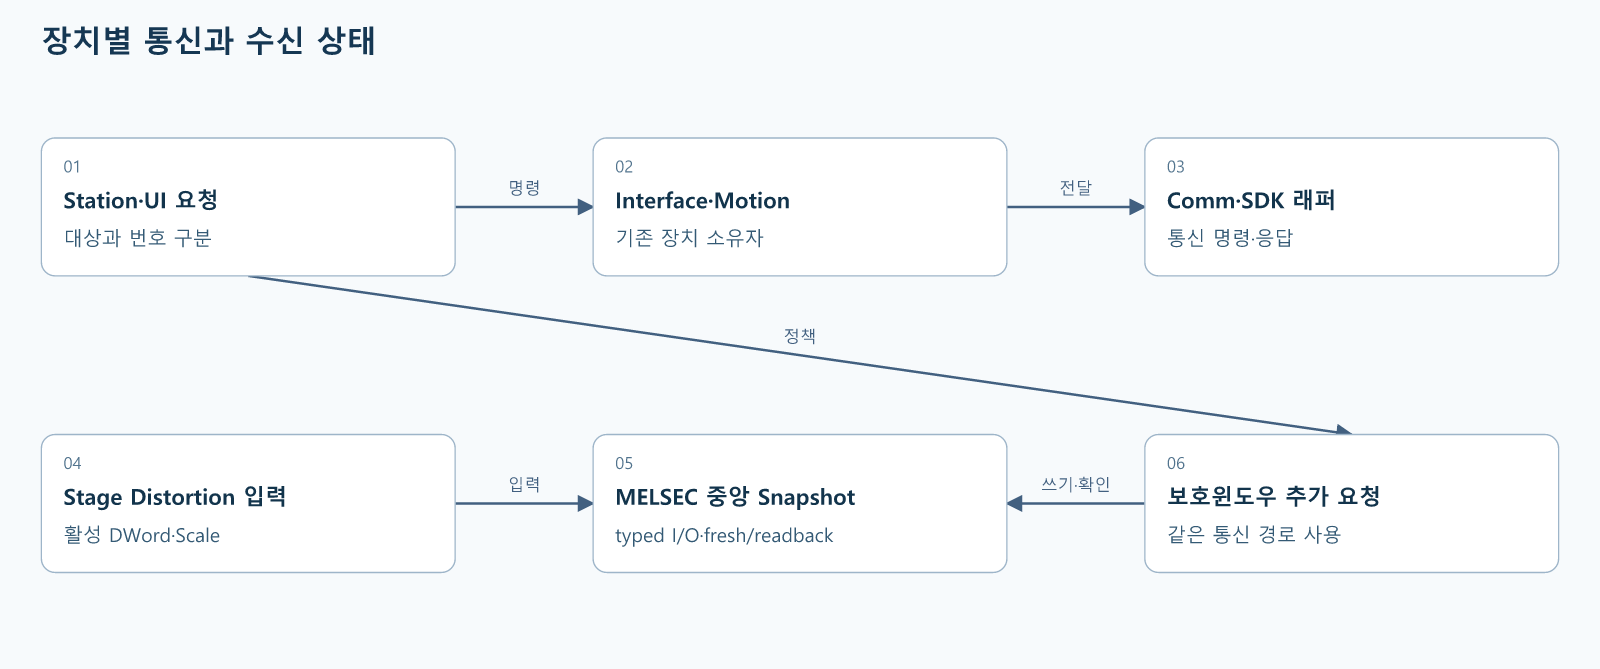 장치별 통신과 수신 상태
01
Station·UI 요청
대상과 번호 구분
명령
02
Interface·Motion
기존 장치 소유자
전달
03
Comm·SDK 래퍼
통신 명령·응답
정책
04
Stage Distortion 입력
활성 DWord·Scale
입력
05
MELSEC 중앙 Snapshot
typed I/O·fresh/readback
쓰기·확인
06
보호윈도우 추가 요청
같은 통신 경로 사용